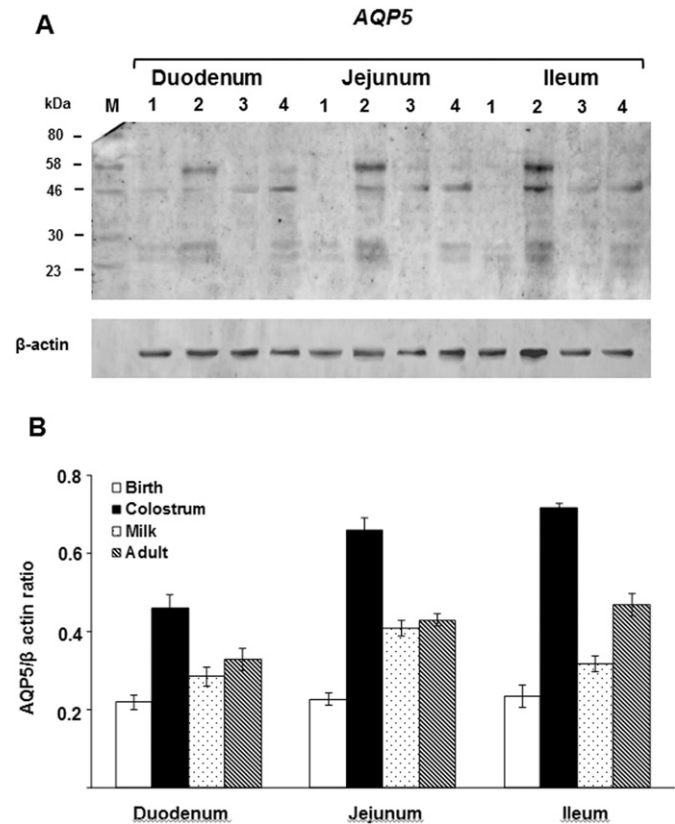 A
AQP5
Duodenum Jejunum Ileum
kDa M 1 2 3 4 1 2 3 4 1 2 3 4
80
58
46
30
23
β-actin
B
0.8
Birth
Colostrum
0.6
Milk
Adult
0.4
0.2
AQP5/β actin ratio
Duodenum Jejunum Ileum